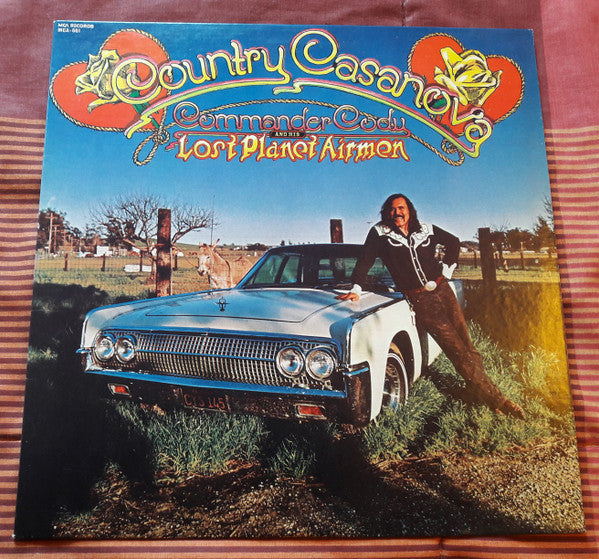 MCA RECORDS
MCA-661
Country Casanova
Commander Cody
AND HIS
Lost Planet Airmen